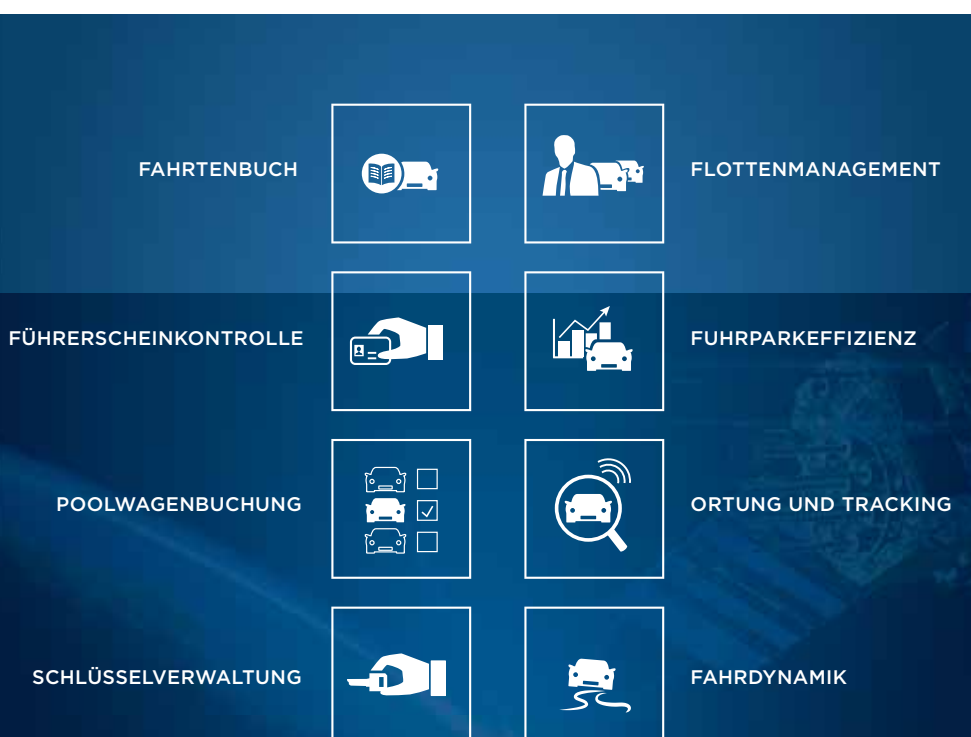 FAHRTENBUCH
FLOTTENMANAGEMENT
FÜHRERSCHEINKONTROLLE
FUHRPARKEFFIZIENZ
POOLWAGENBUCHUNG
ORTUNG UND TRACKING
SCHLÜSSELVERWALTUNG
FAHRDYNAMIK